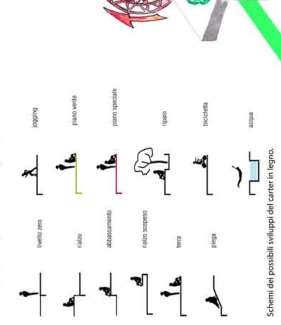 jogging
piano verde
piano speciale
riparo
bicicletta
acqua
livello zero
rialzo
abbassamento
rialzo sospeso
terra
piega
Schemi dei possibili sviluppi del carter in legno.